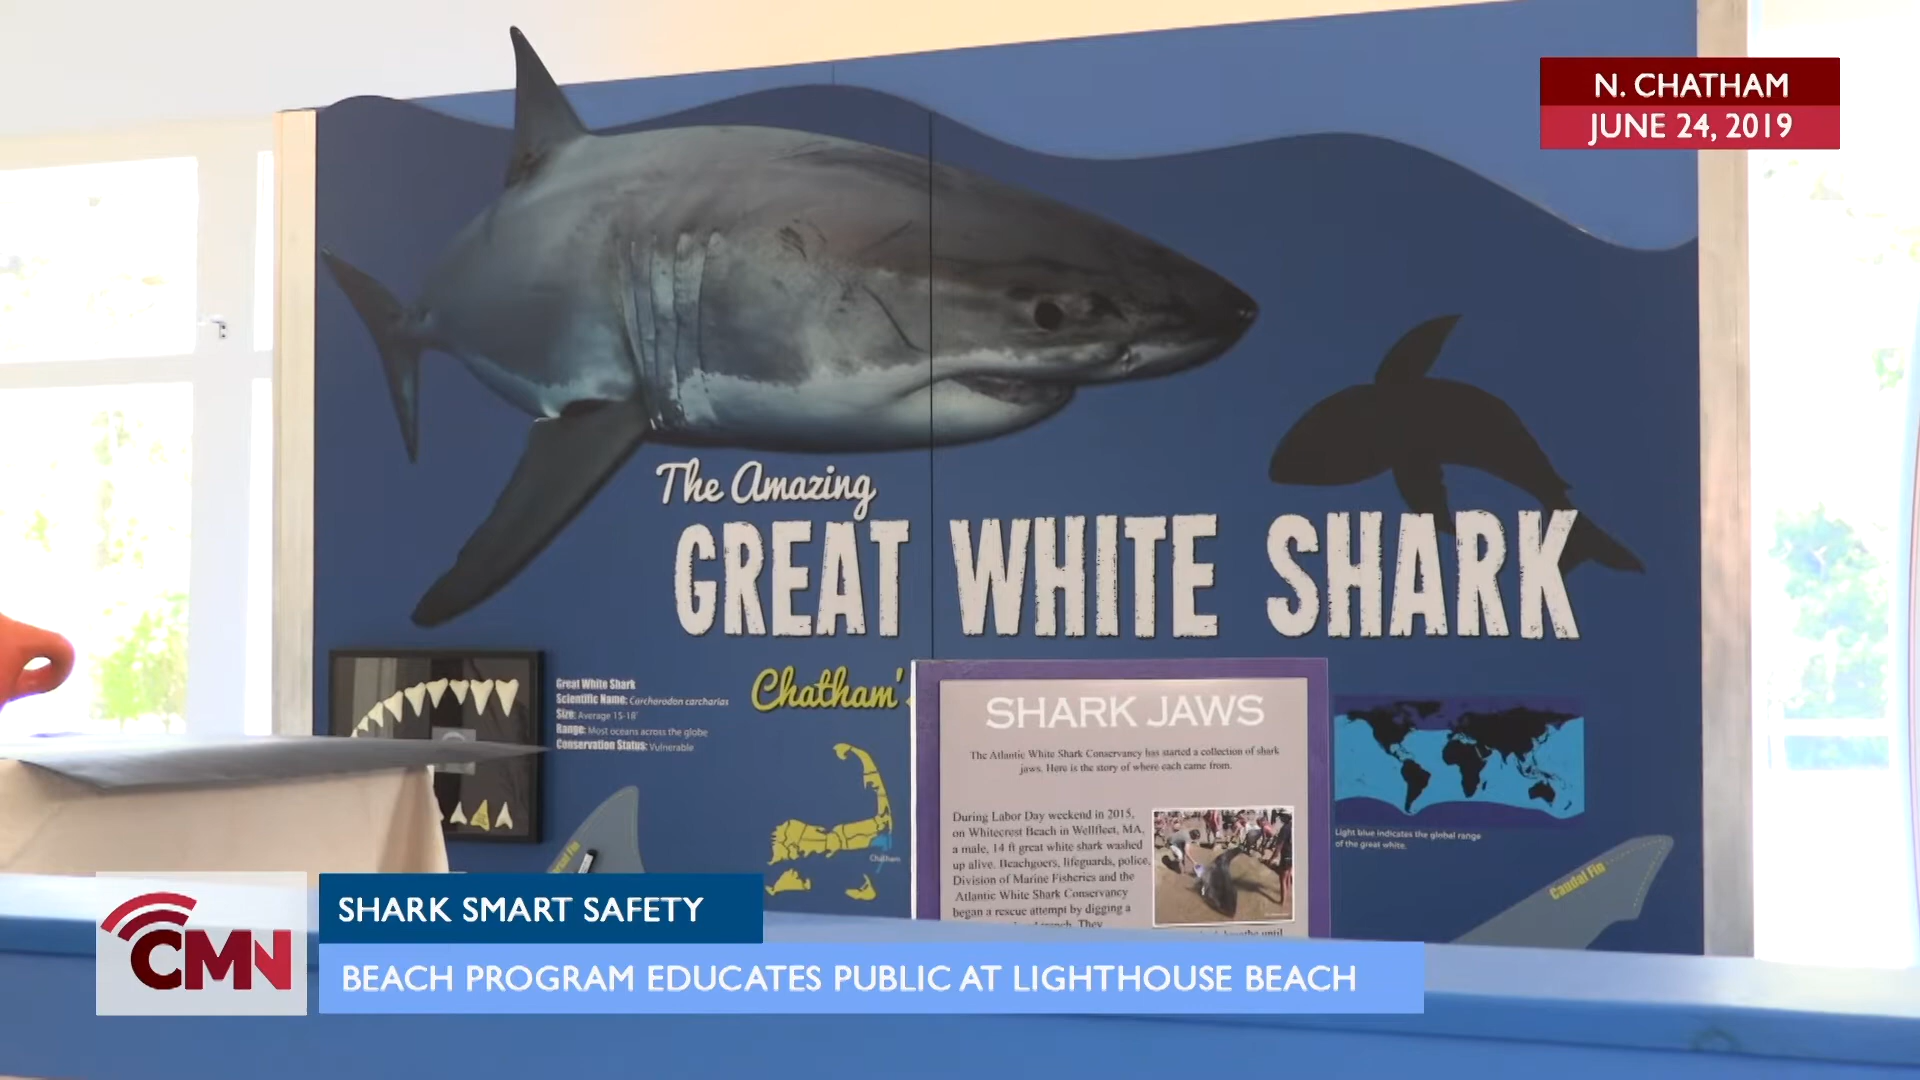 N. CHATHAM
JUNE 24, 2019
The Amazing
GREAT WHITE SHARK
Great White Shark
Scientific Name: Carcharodon carcharias
Size: Average 15-18'
Range: Most oceans across the globe
Conservation Status: Vulnerable
Chatham'
Chatham
SHARK JAWS
The Atlantic White Shark Conservancy has started a collection of shark
jaws. Here is the story of where each came from.
During Labor Day weekend in 2015,
on Whitecrest Beach in Wellfleet, MA,
a male, 14 ft great white shark washed
up alive. Beachgoers, lifeguards, police,
Division of Marine Fisheries and the
Atlantic White Shark Conservancy
began a rescue attempt by digging a
They
until
Light blue indicates the global range
of the great white.
Caudal Fin
SHARK SMART SAFETY
CMN
BEACH PROGRAM EDUCATES PUBLIC AT LIGHTHOUSE BEACH